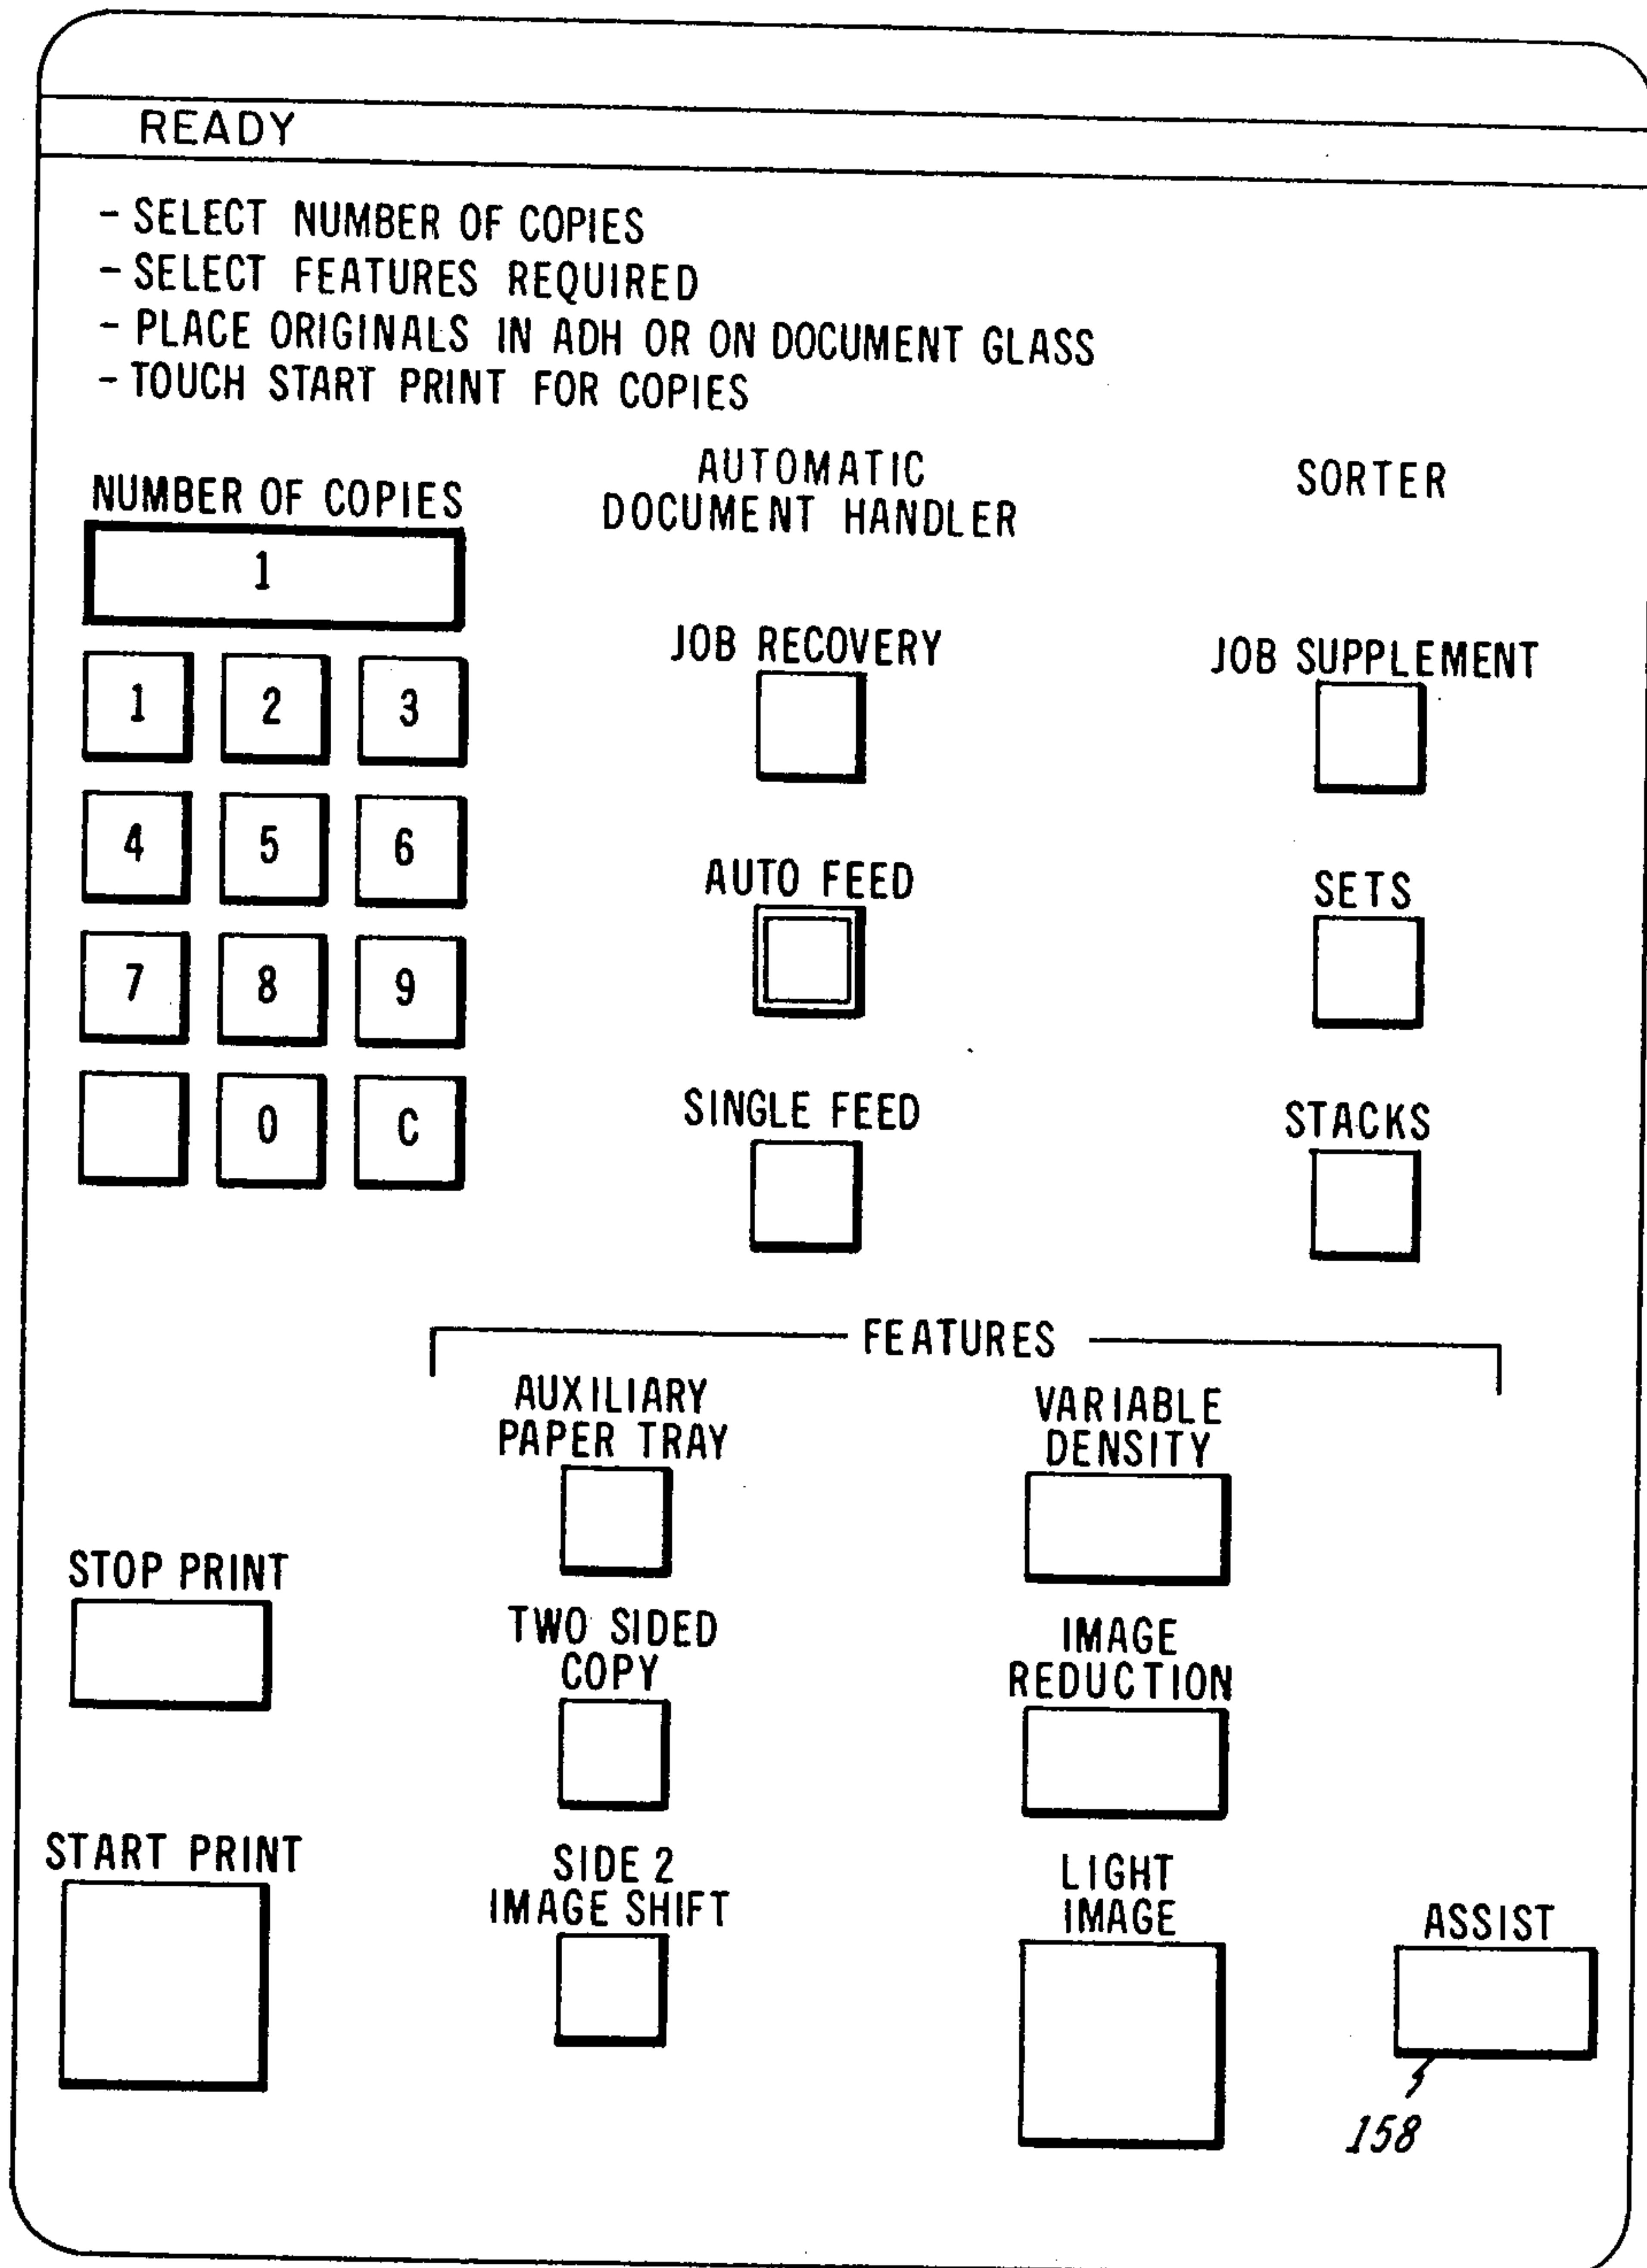 READY
- SELECT NUMBER OF COPIES
- SELECT FEATURES REQUIRED
- PLACE ORIGINALS IN ADH OR ON DOCUMENT GLASS
- TOUCH START PRINT FOR COPIES
NUMBER OF COPIES
1
1 2 3
4 5 6
7 8 9
0 C
AUTOMATIC
DOCUMENT HANDLER
JOB RECOVERY
AUTO FEED
SINGLE FEED
SORTER
JOB SUPPLEMENT
SETS
STACKS
STOP PRINT
START PRINT
FEATURES
AUXILIARY
PAPER TRAY
TWO SIDED
COPY
SIDE 2
IMAGE SHIFT
VARIABLE
DENSITY
IMAGE
REDUCTION
LIGHT
IMAGE
ASSIST
158